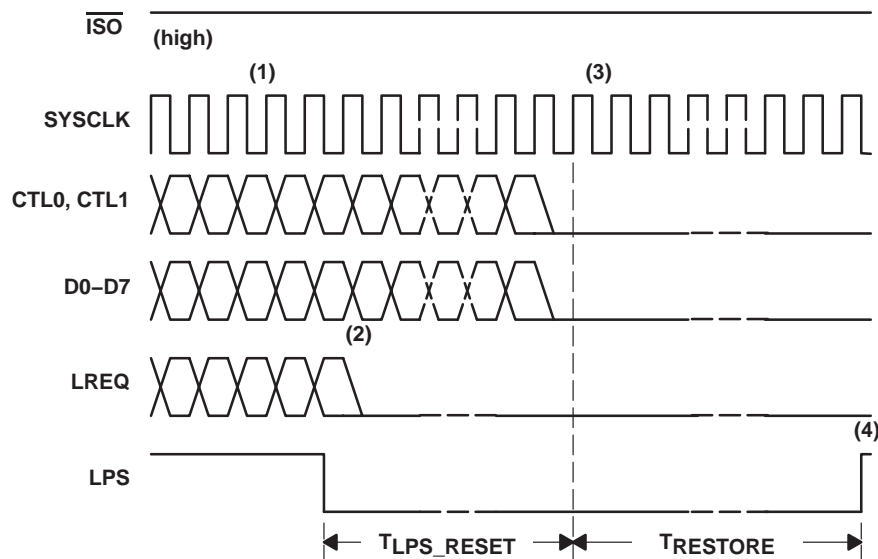 ISO
(high)
(1)
(3)
SYSCLK
CTL0, CTL1
D0–D7
(2)
LREQ
(4)
LPS
TLPS_RESET
TRESTORE